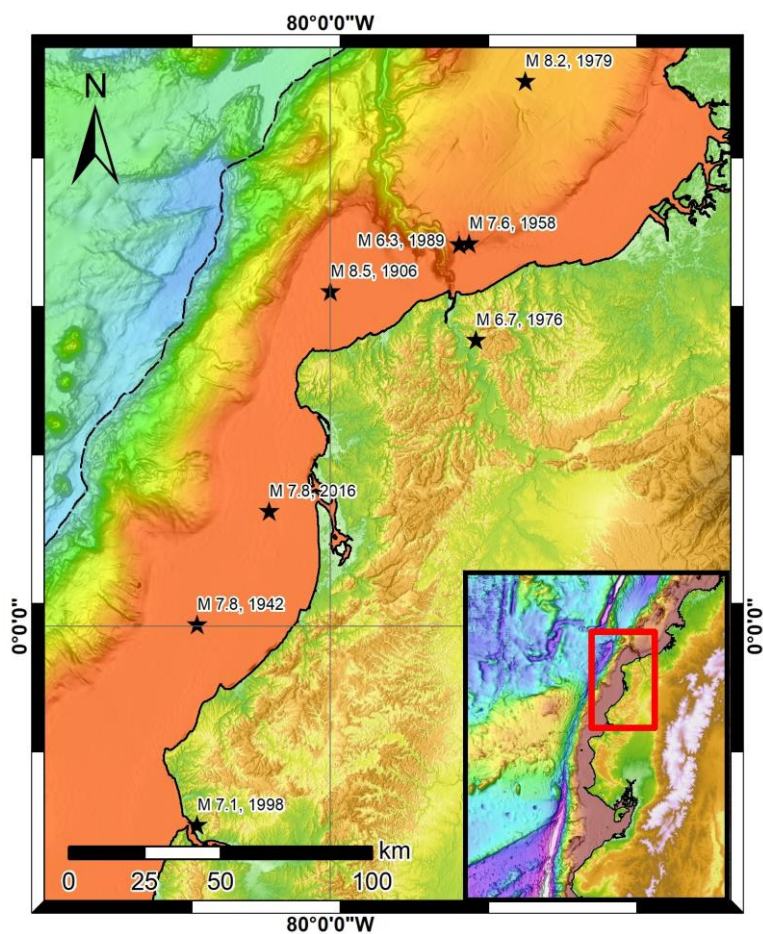 80°0'0"W
N
M 8.2, 1979
M 7.6, 1958
M 6.3, 1989
M 8.5, 1906
M 6.7, 1976
M 7.8, 2016
M 7.8, 1942
0°0'0"
0°0'0"
M 7.1, 1998
km
0 25 50 100
80°0'0"W